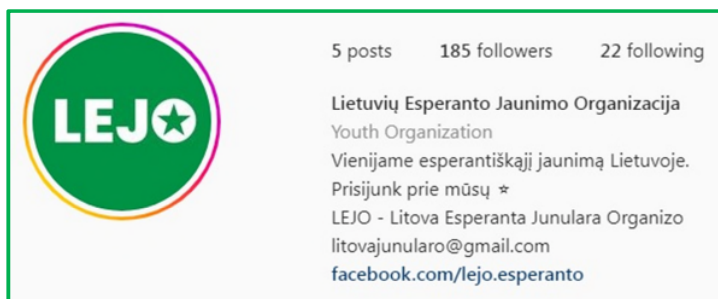 LEJO
5 posts 185 followers 22 following
Lietuvių Esperanto Jaunimo Organizacija
Youth Organization
Vienijame esperantiškąjį jaunimą Lietuvoje.
Prisijunk prie mūsų ⭐
LEJO - Litova Esperanta Junulara Organizo
litovajunularo@gmail.com
facebook.com/lejo.esperanto